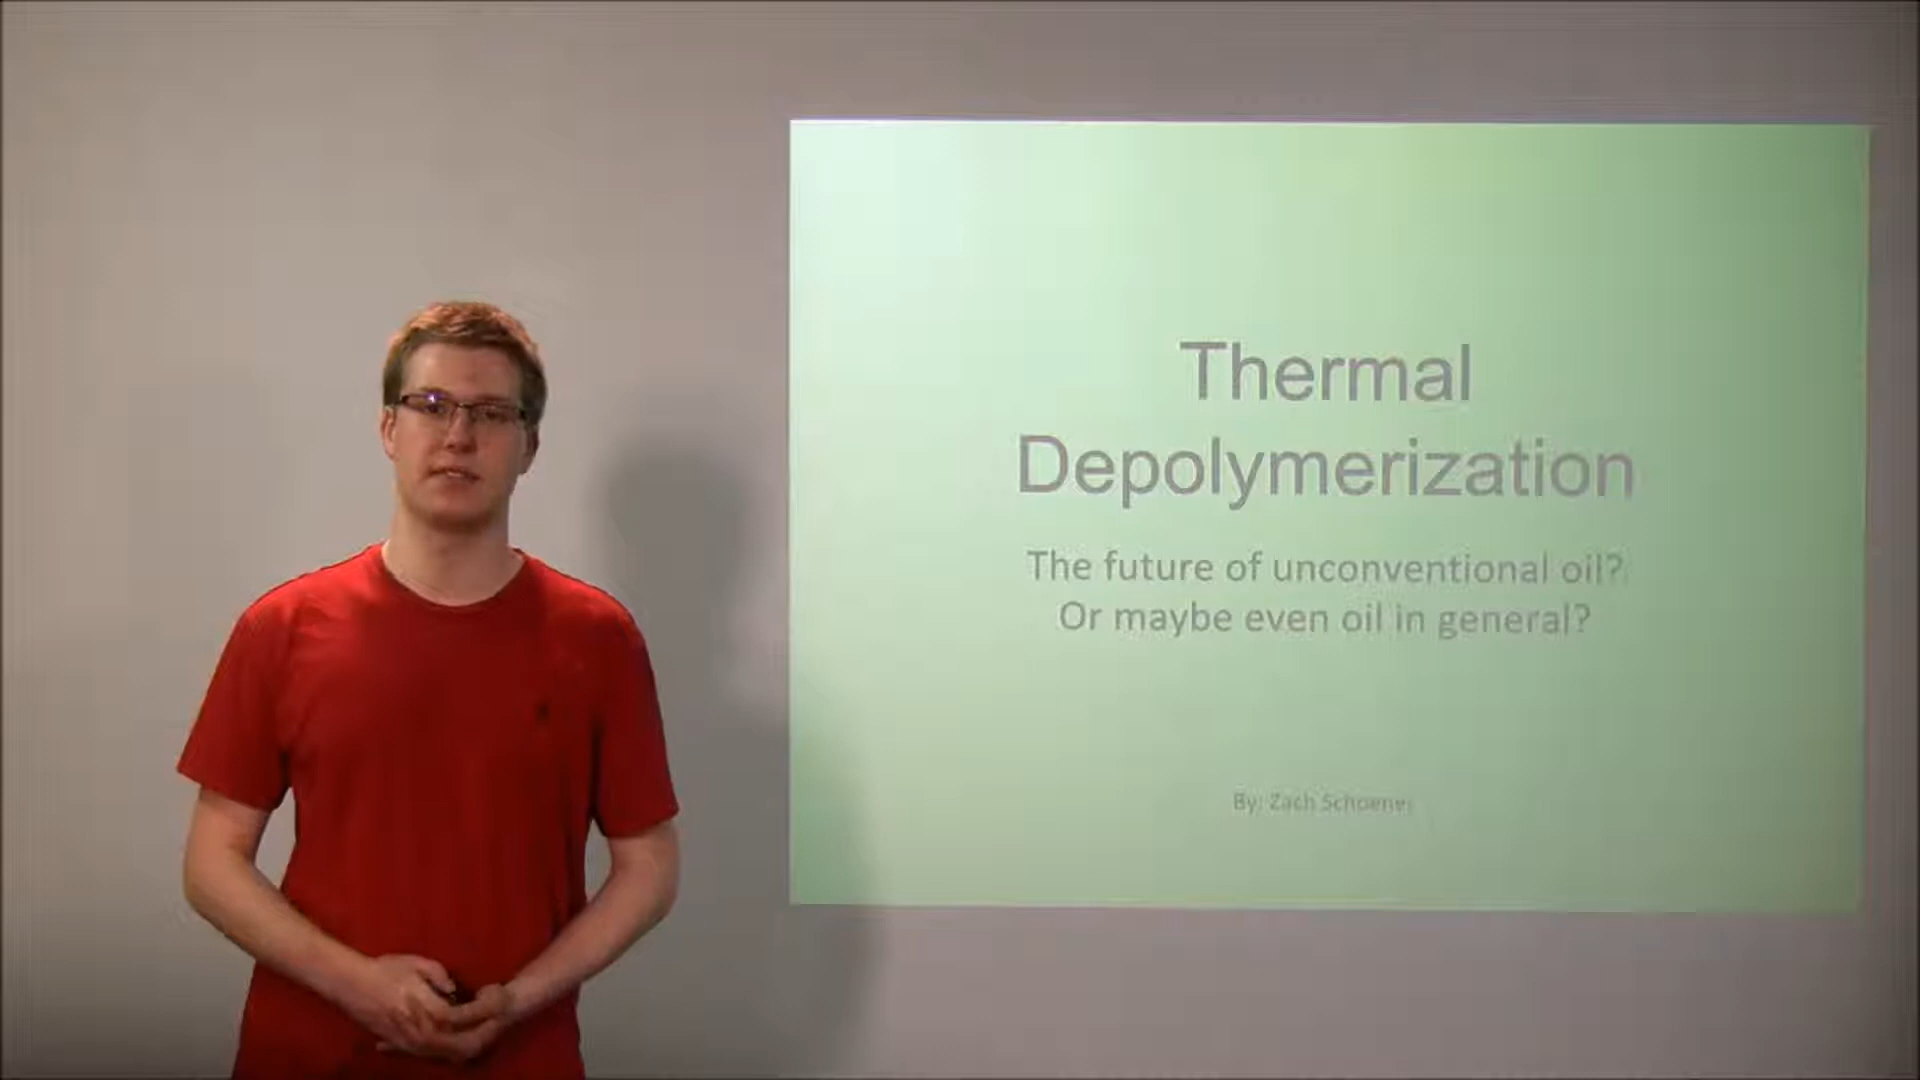 Thermal
Depolymerization
The future of unconventional oil?
Or maybe even oil in general?
By: Zach Schoener